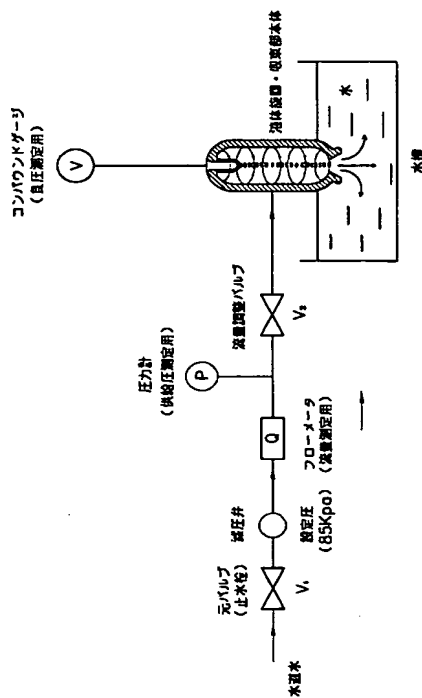 コンパウンドゲージ
(負圧測定用)
V
圧力計
(供給圧測定用)
P
流体旋回・収束部本体
水
水槽
流量調整バルブ
V₂
Q
フローメータ
(流量測定用)
減圧弁
設定圧
(85Kpa)
元バルブ
(止水栓)
V₁
水道水